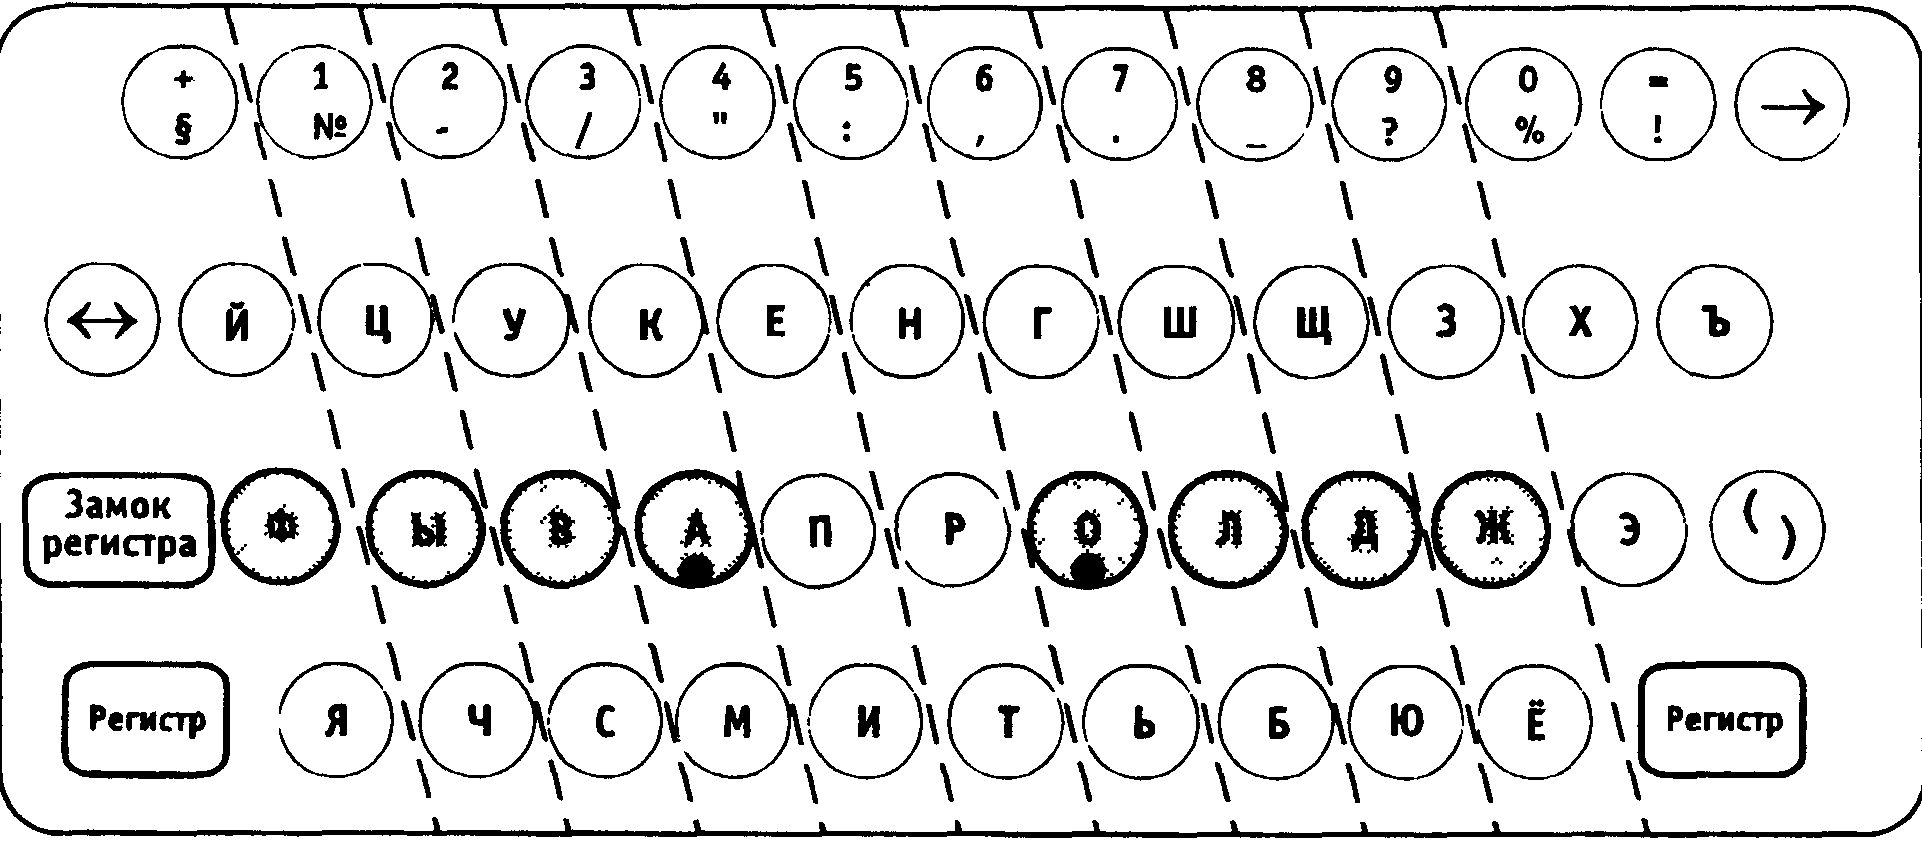 + 1 2 3 4 5 6 7 8 9 0 =
§ № - / " : , . _ ? % ! →
↔ Й Ц У К Е Н Г Ш Щ З Х Ъ
Замок
регистра Ф Ы В А П Р О Л Д Ж Э ( )
Регистр Я Ч С М И Т Ь Б Ю Ё Регистр